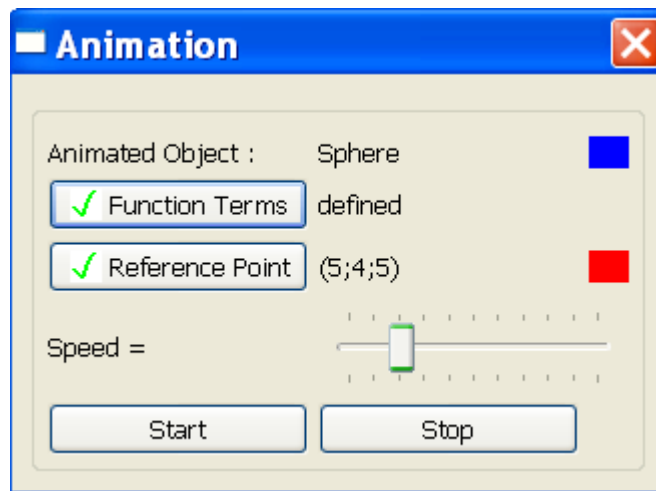 Animation
Animated Object : Sphere
Function Terms defined
Reference Point (5;4;5)
Speed =
Start Stop